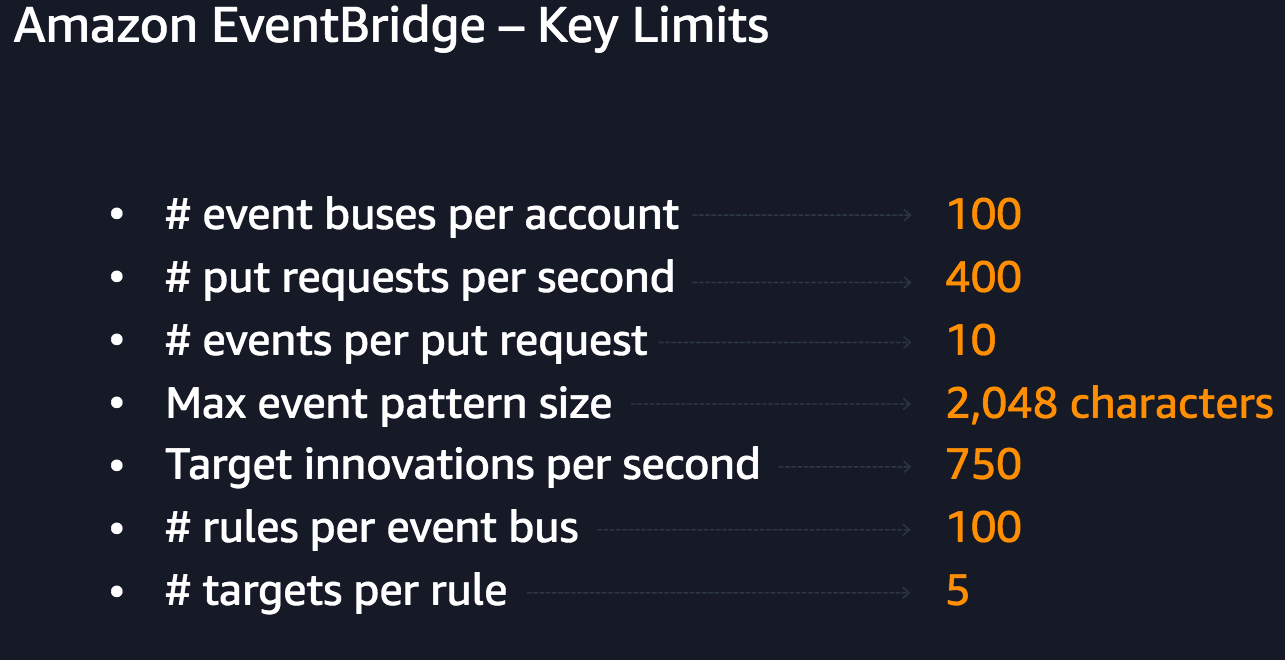 Amazon EventBridge – Key Limits
• # event buses per account 100
• # put requests per second 400
• # events per put request 10
• Max event pattern size 2,048 characters
• Target innovations per second 750
• # rules per event bus 100
• # targets per rule 5